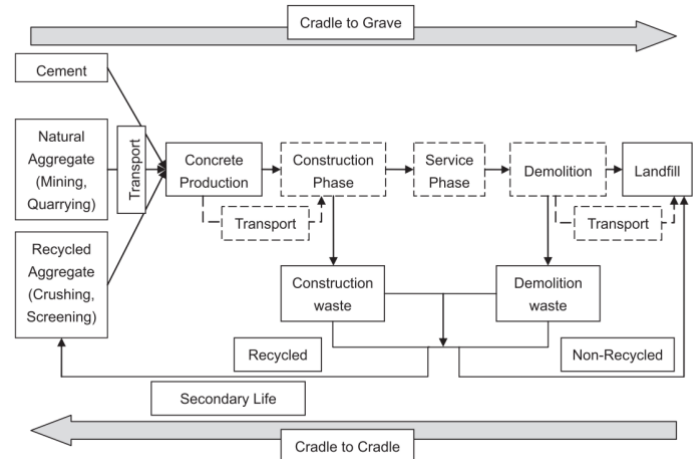 Cradle to Grave
Cement
Natural
Aggregate
(Mining,
Quarrying)
Transport
Recycled
Aggregate
(Crushing,
Screening)
Concrete
Production
Transport
Construction
Phase
Service
Phase
Demolition
Transport
Landfill
Construction
waste
Demolition
waste
Recycled
Non-Recycled
Secondary Life
Cradle to Cradle